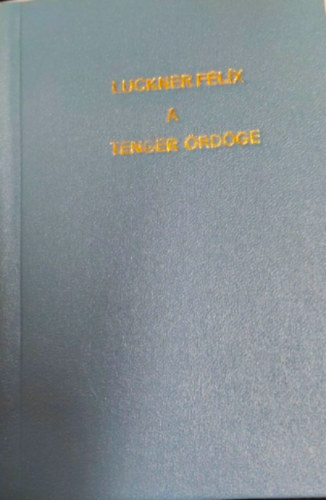 LUCKNER FÉLIX
A
TENGER ÖRDÖGE